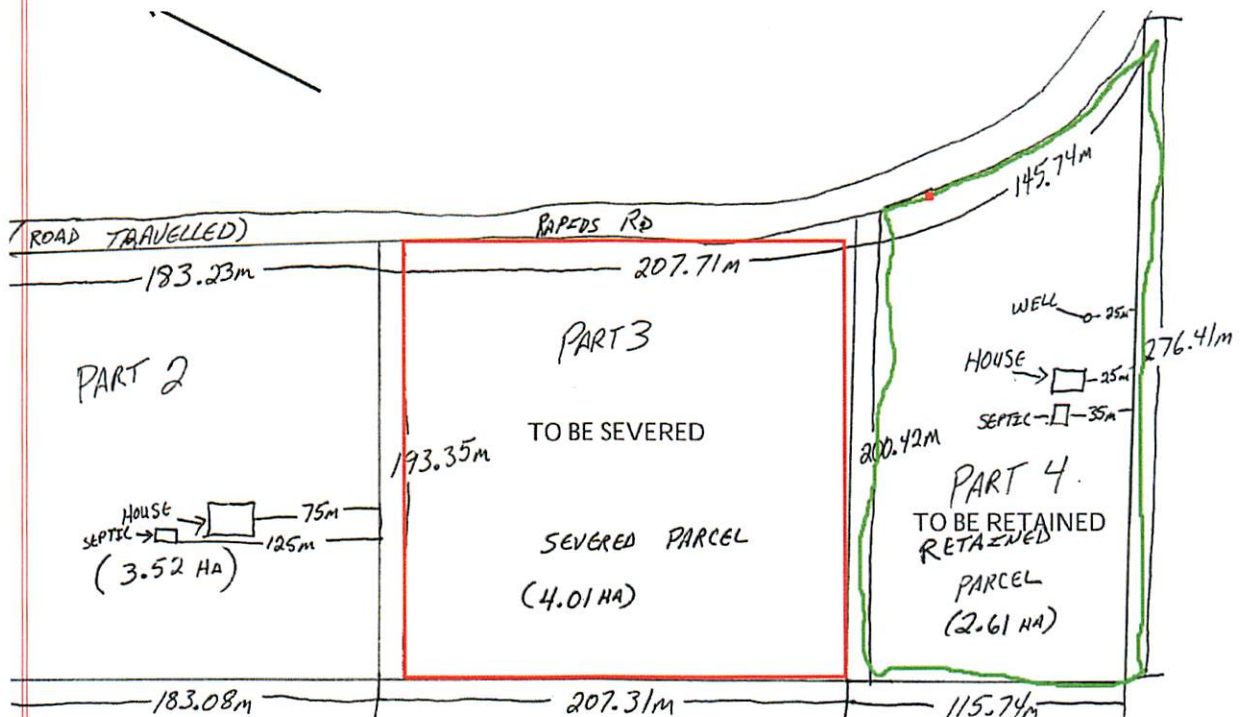 ROAD TRAVELLED)
RAPIDS RD
183.23m
207.71m
145.74m
PART 2
PART 3
TO BE SEVERED
193.35m
HOUSE
75m
SEPTIC
125m
(3.52 HA)
SEVERED PARCEL
(4.01 HA)
200.42m
WELL
25m
276.41m
HOUSE
25m
SEPTIC
35m
PART 4
TO BE RETAINED
RETAINED
PARCEL
(2.61 HA)
183.08m
207.31m
115.74m